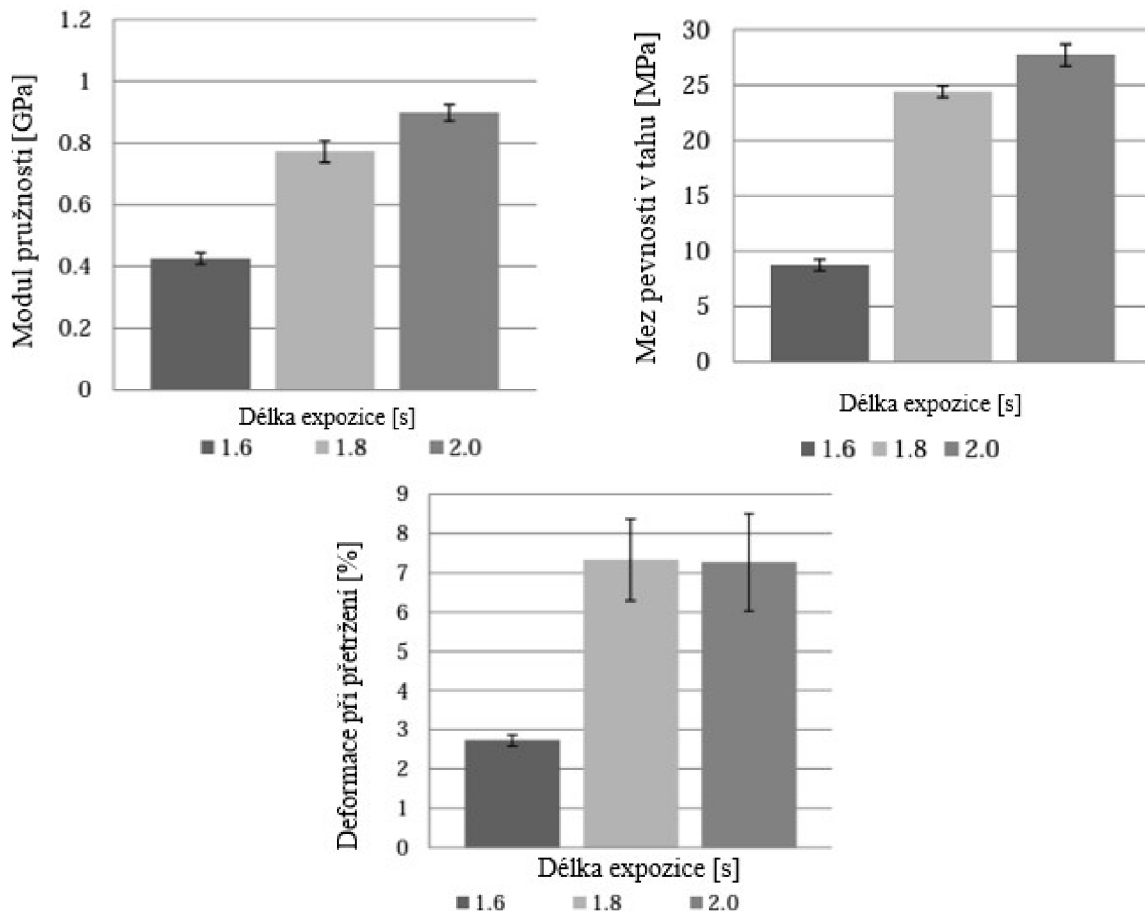 Modul pružnosti [GPa]
1.2
1
0.8
0.6
0.4
0.2
0
Délka expozice [s]
1.6 1.8 2.0
Mez pevnosti v tahu [MPa]
30
25
20
15
10
5
0
Délka expozice [s]
1.6 1.8 2.0
Deformace při přetržení [%]
9
8
7
6
5
4
3
2
1
0
Délka expozice [s]
1.6 1.8 2.0